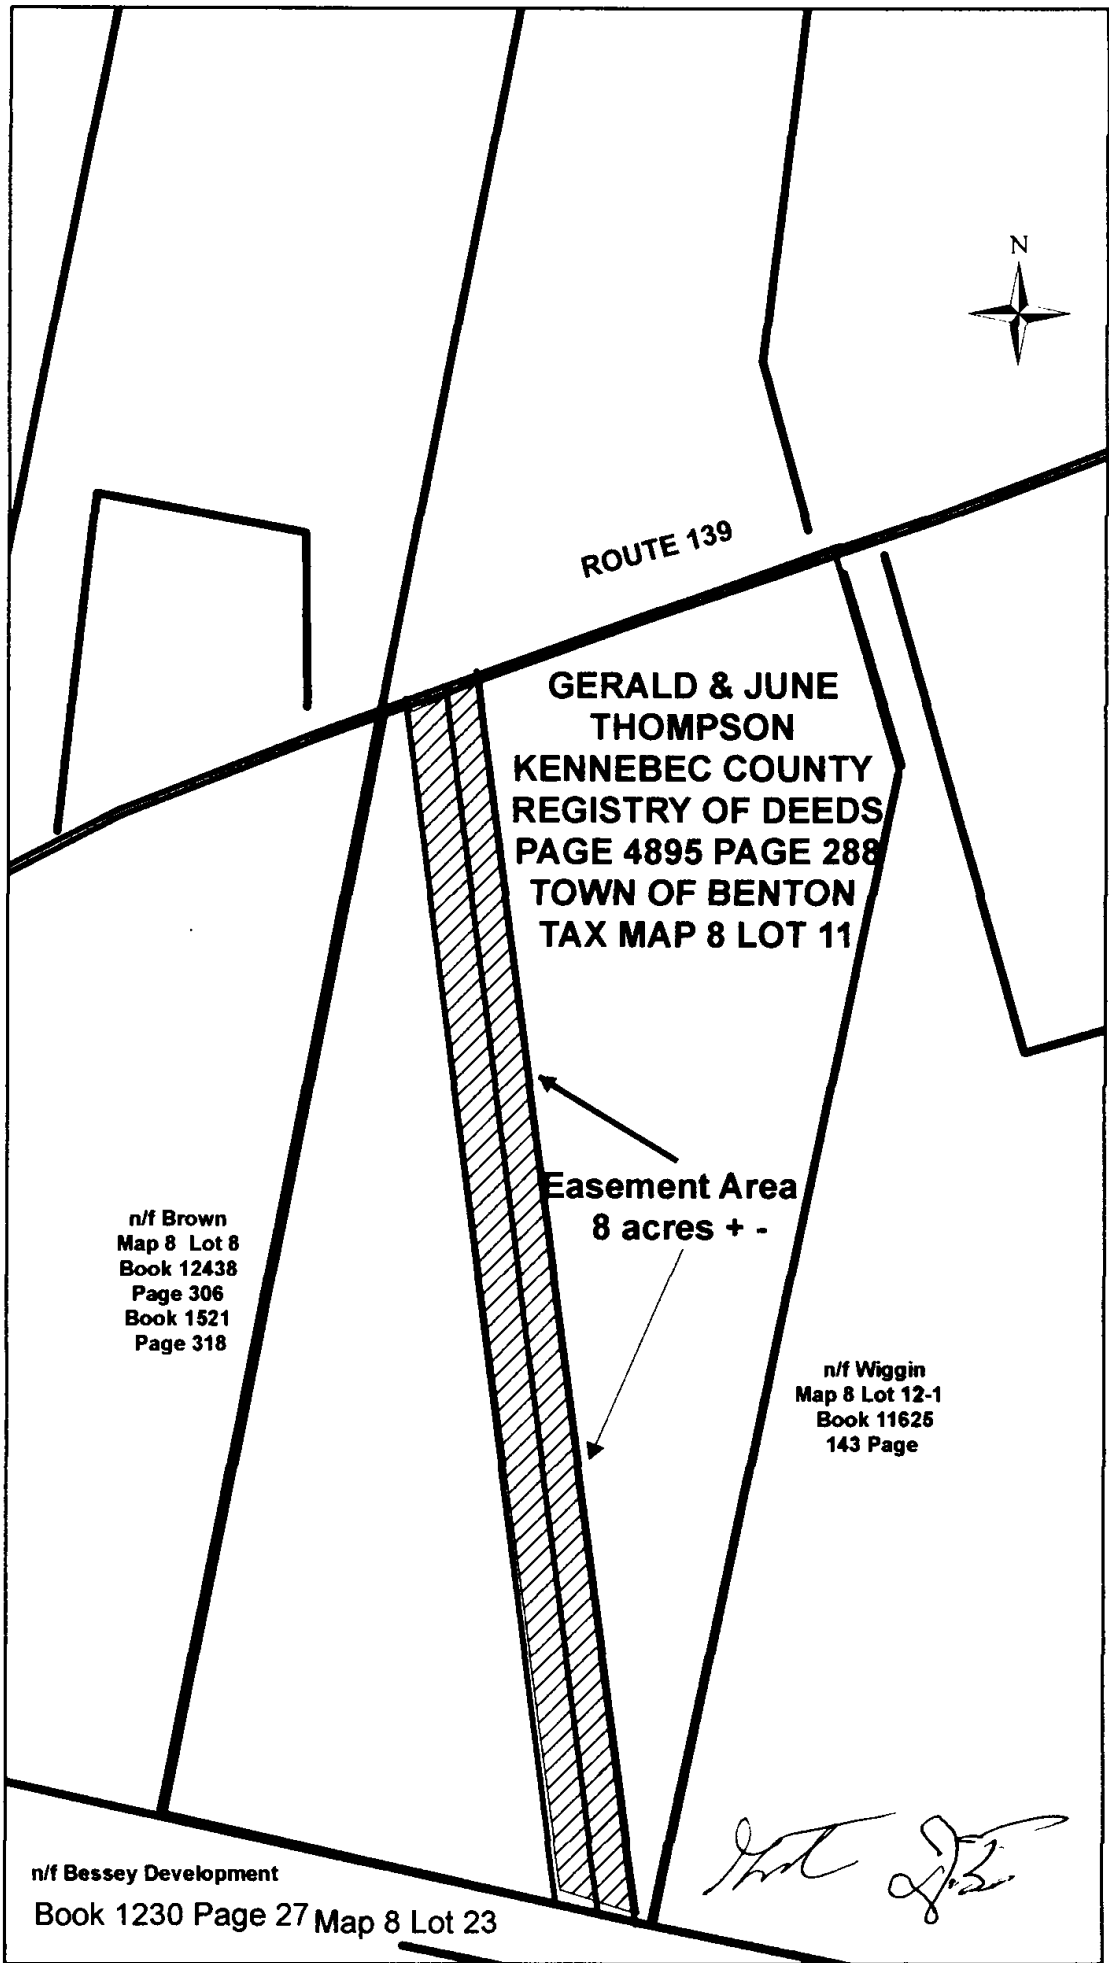 N
ROUTE 139
GERALD & JUNE
THOMPSON
KENNEBEC COUNTY
REGISTRY OF DEEDS
PAGE 4895 PAGE 288
TOWN OF BENTON
TAX MAP 8 LOT 11
Easement Area
8 acres + -
n/f Brown
Map 8 Lot 8
Book 12438
Page 306
Book 1521
Page 318
n/f Wiggin
Map 8 Lot 12-1
Book 11625
143 Page
n/f Bessey Development
Book 1230 Page 27 Map 8 Lot 23